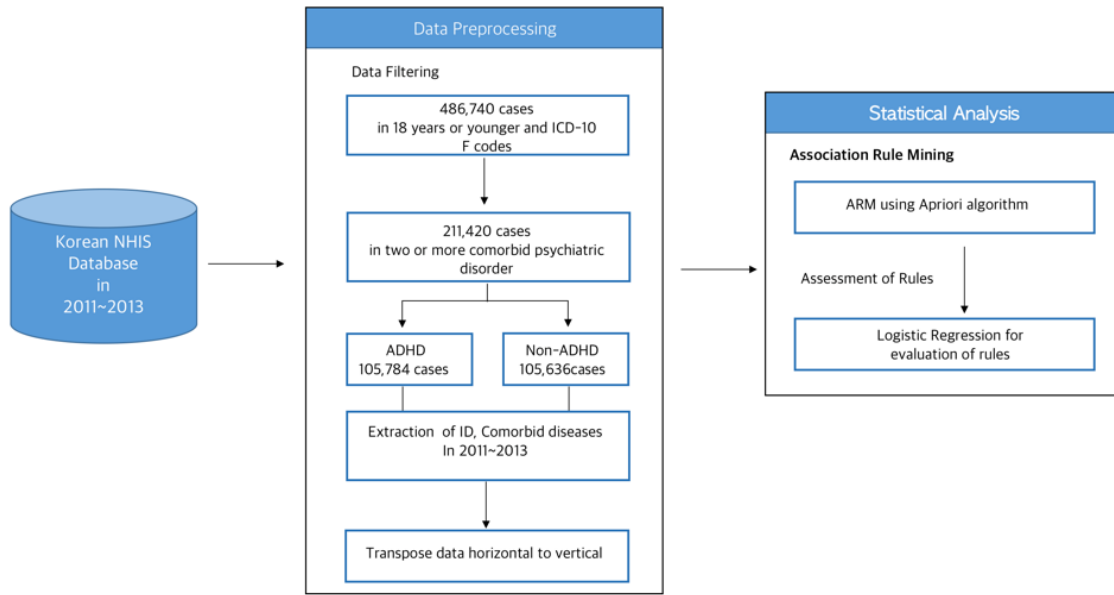 Korean NHIS
Database
in
2011~2013
Data Preprocessing
Data Filtering
486,740 cases
in 18 years or younger and ICD-10
F codes
211,420 cases
in two or more comorbid psychiatric
disorder
ADHD
105,784 cases
Non-ADHD
105,636cases
Extraction of ID, Comorbid diseases
In 2011~2013
Transpose data horizontal to vertical
Statistical Analysis
Association Rule Mining
ARM using Apriori algorithm
Assessment of Rules
Logistic Regression for
evaluation of rules